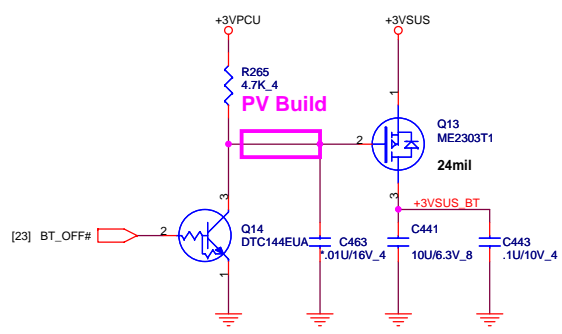 +3VPCU
+3VSUS
R265
4.7K_4
PV Build
1
Q13
ME2303T1
2
24mil
3
3
+3VSUS_BT
[23] BT_OFF#
2
Q14
DTC144EUA
C463
*.01U/16V_4
C441
10U/6.3V_8
C443
.1U/10V_4
1